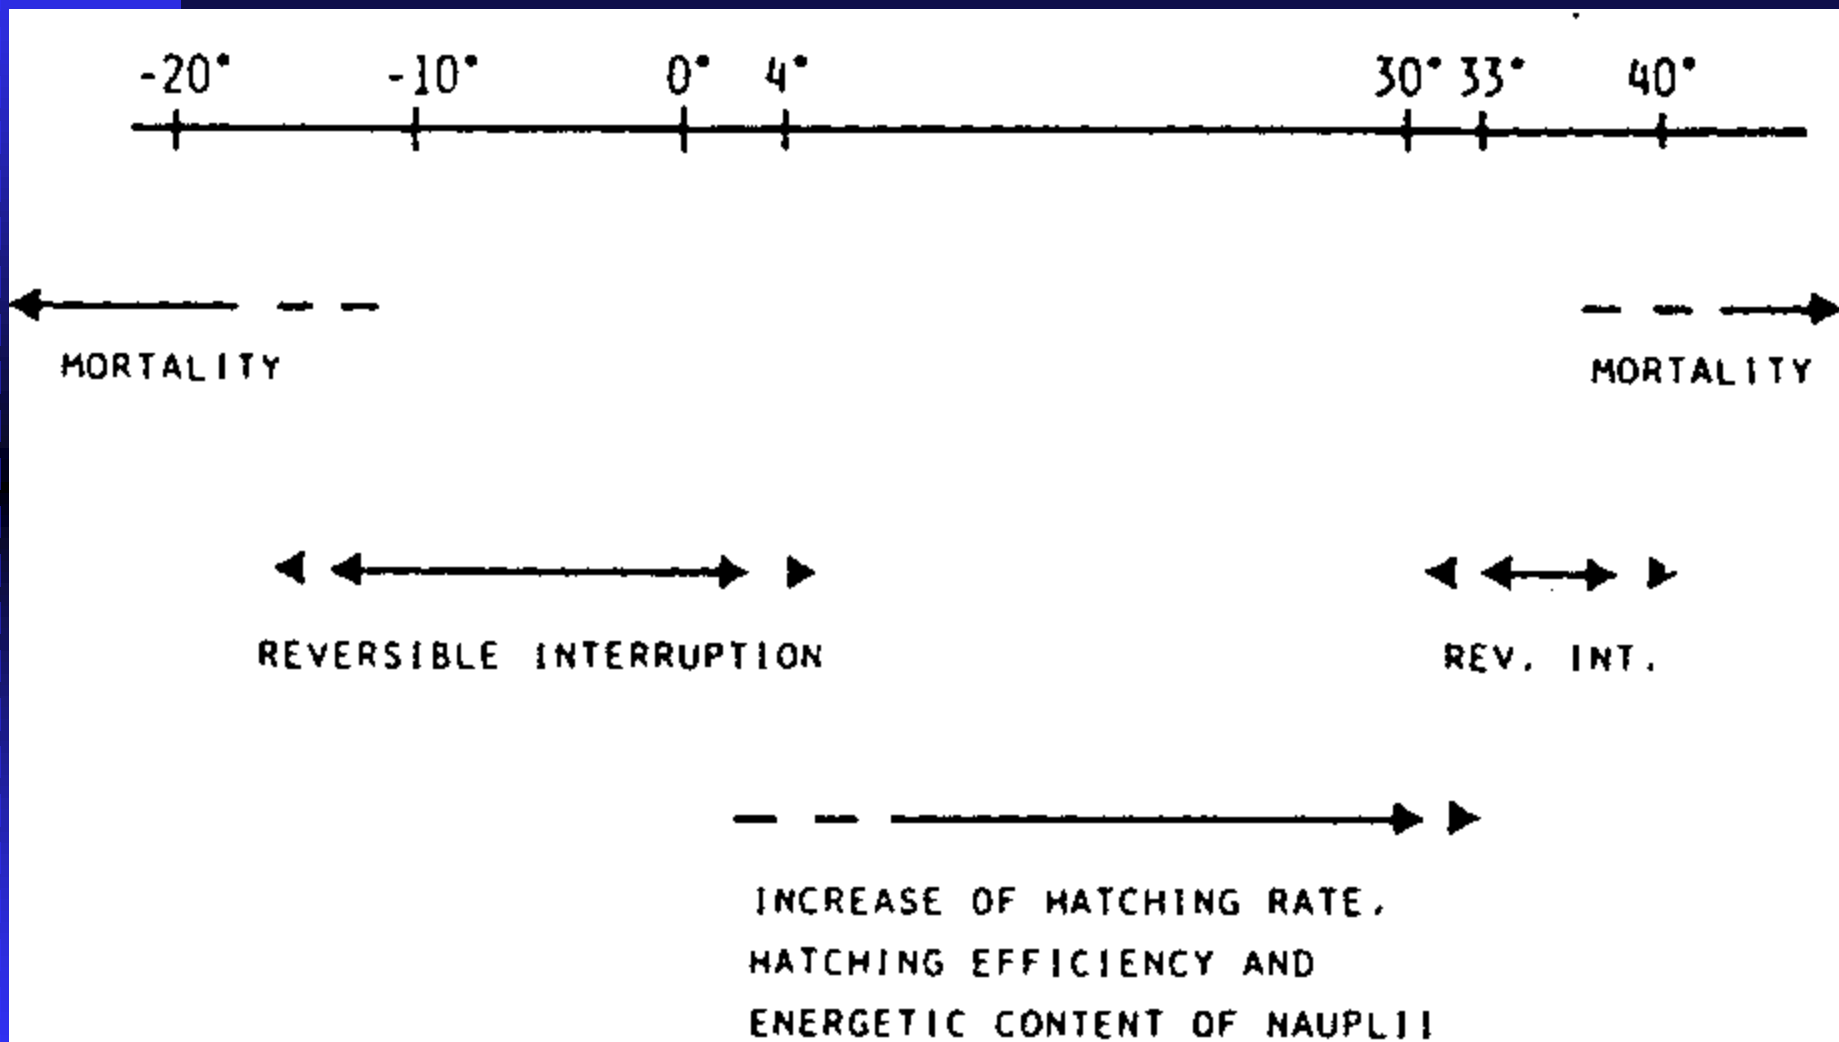 -20° -10° 0° 4° 30° 33° 40°
MORTALITY MORTALITY
REVERSIBLE INTERRUPTION REV. INT.
INCREASE OF HATCHING RATE,
HATCHING EFFICIENCY AND
ENERGETIC CONTENT OF NAUPLII